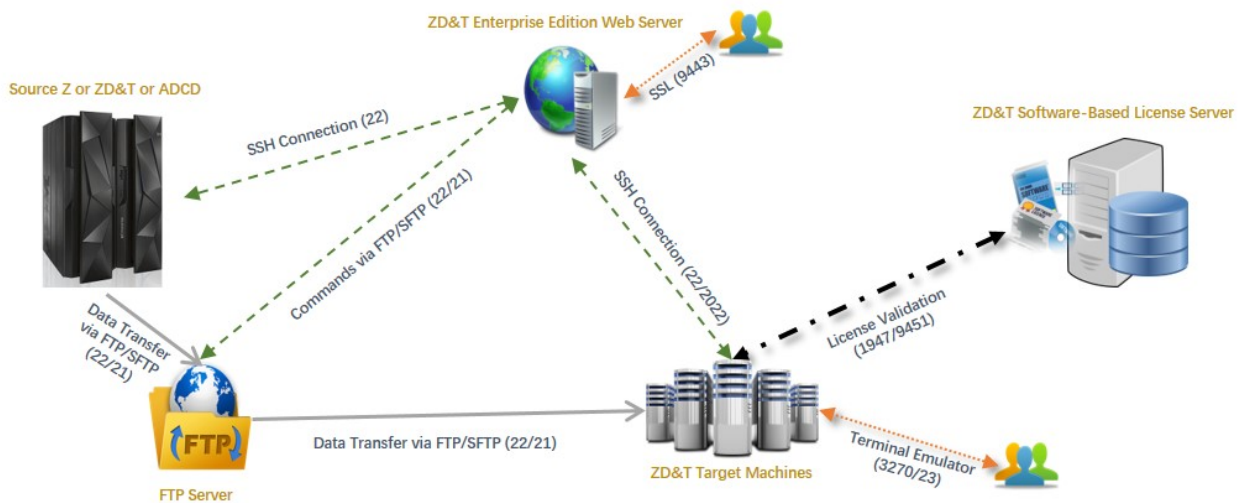 ZD&T Enterprise Edition Web Server
SSL (9443)
Source Z or ZD&T or ADCD
SSH Connection (22)
ZD&T Software-Based License Server
SOFTWARE
Commands via FTP/SFTP (22/21)
SSH Connection (22/2022)
License Validation
(1947/9451)
Data Transfer
via FTP/SFTP
(22/21)
FTP
Data Transfer via FTP/SFTP (22/21)
Terminal Emulator
(3270/23)
FTP Server
ZD&T Target Machines